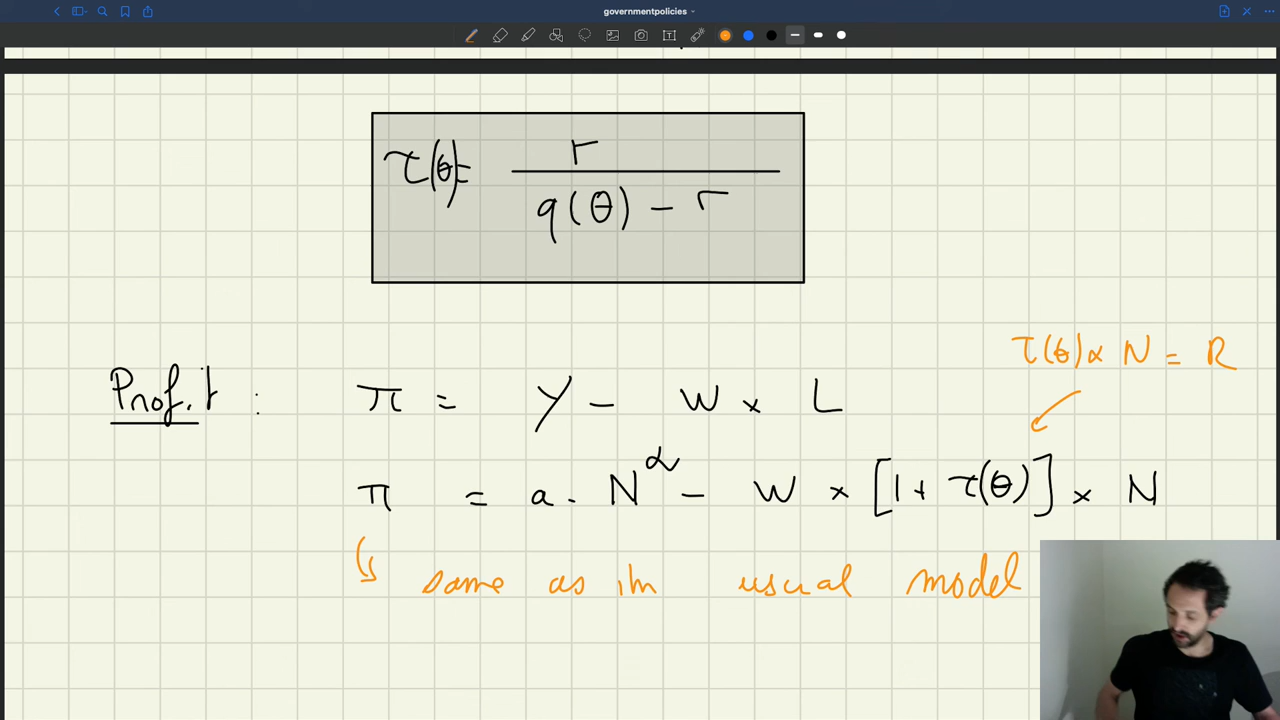 governmentpolicies
τ(θ) = r / (q(θ) − r)
τ(θ) × N = R
Profit : π = Y − W × L
π = a · N^α − W × [1 + τ(θ)] × N
↳ same as in usual model